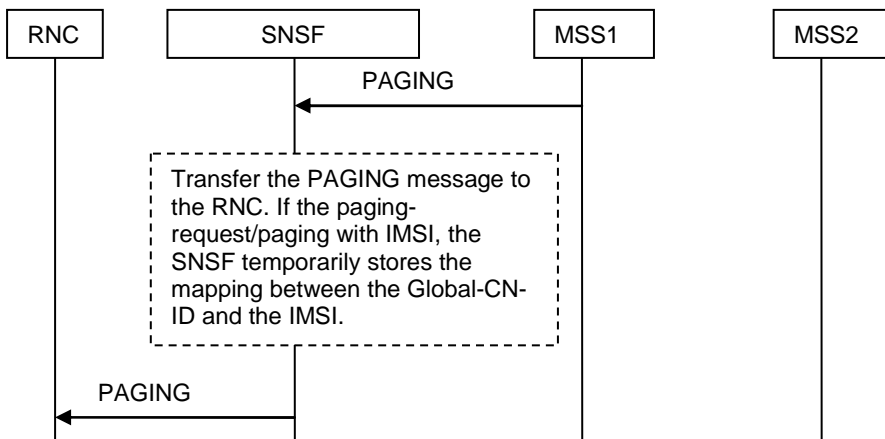 RNC
SNSF
MSS1
MSS2
PAGING
Transfer the PAGING message to
the RNC. If the paging-
request/paging with IMSI, the
SNSF temporarily stores the
mapping between the Global-CN-
ID and the IMSI.
PAGING